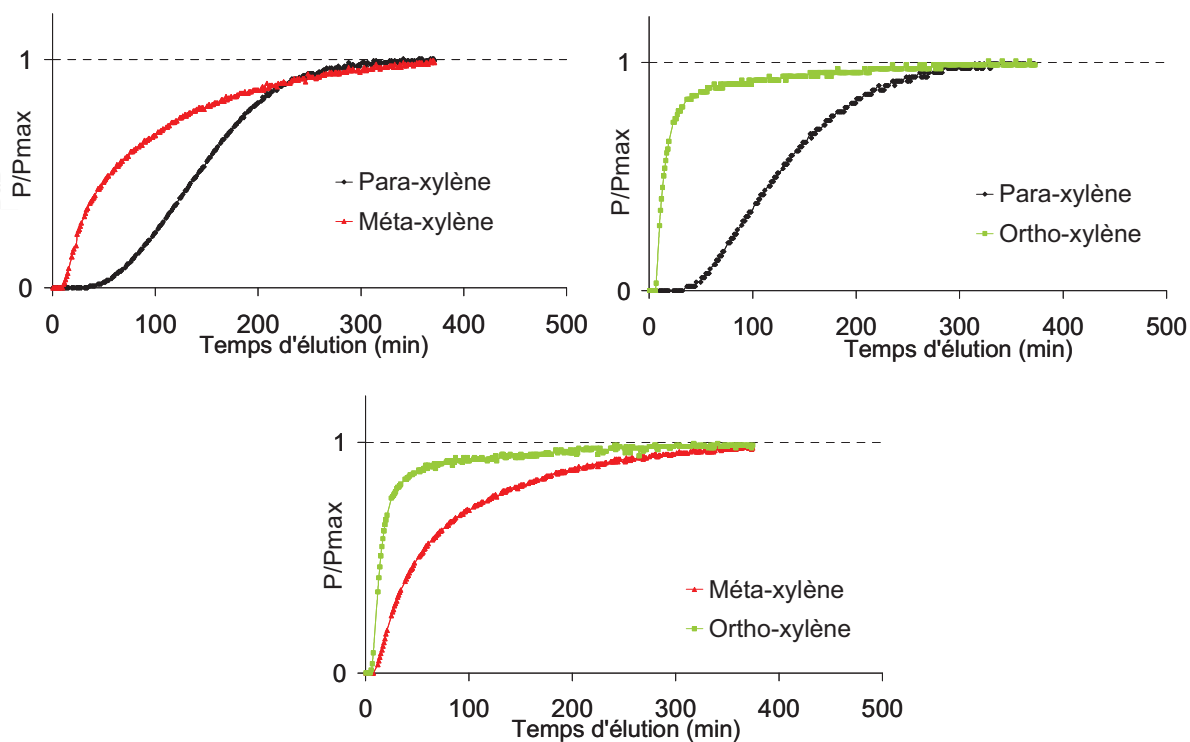 1
P/Pmax
Para-xylène
Méta-xylène
0
0 100 200 300 400 500
Temps d'élution (min)
1
P/Pmax
Para-xylène
Ortho-xylène
0
0 100 200 300 400 500
Temps d'élution (min)
1
P/Pmax
Méta-xylène
Ortho-xylène
0
0 100 200 300 400 500
Temps d'élution (min)